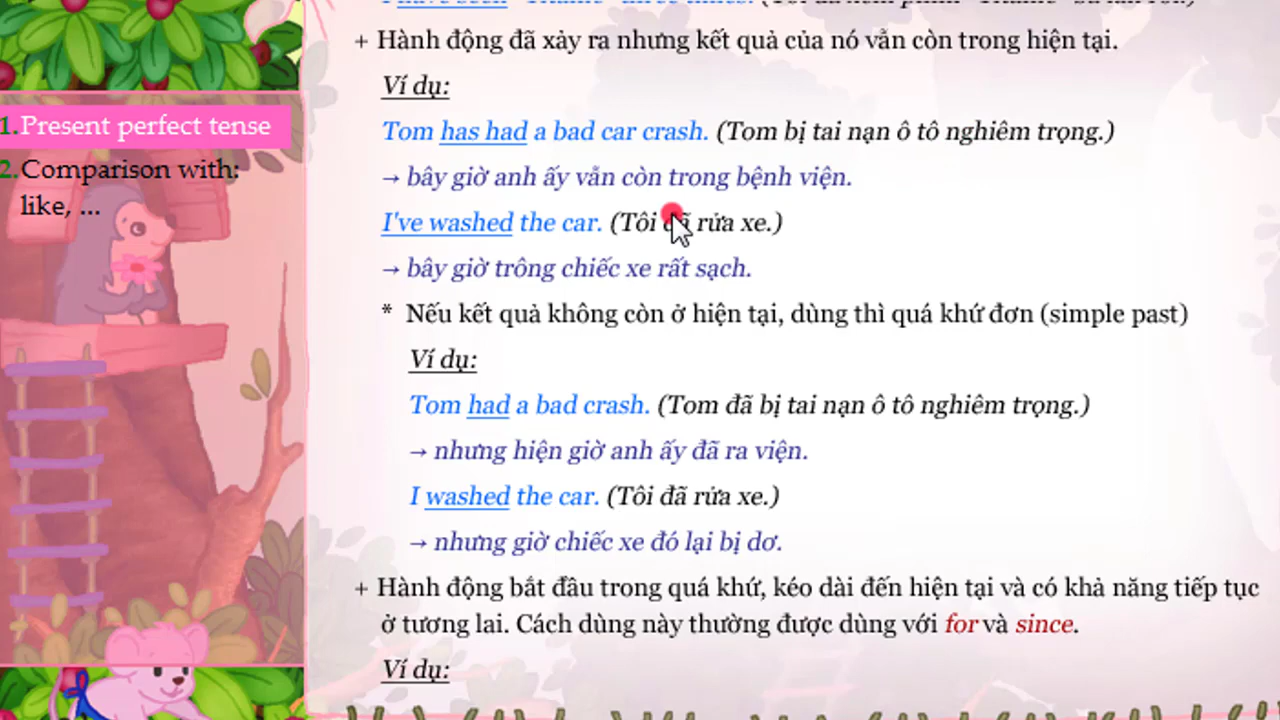 1. Present perfect tense
2. Comparison with:
like, ...
+ Hành động đã xảy ra nhưng kết quả của nó vẫn còn trong hiện tại.
Ví dụ:
Tom has had a bad car crash. (Tom bị tai nạn ô tô nghiêm trọng.)
→ bây giờ anh ấy vẫn còn trong bệnh viện.
I've washed the car. (Tôi đã rửa xe.)
→ bây giờ trông chiếc xe rất sạch.
* Nếu kết quả không còn ở hiện tại, dùng thì quá khứ đơn (simple past)
Ví dụ:
Tom had a bad crash. (Tom đã bị tai nạn ô tô nghiêm trọng.)
→ nhưng hiện giờ anh ấy đã ra viện.
I washed the car. (Tôi đã rửa xe.)
→ nhưng giờ chiếc xe đó lại bị dơ.
+ Hành động bắt đầu trong quá khứ, kéo dài đến hiện tại và có khả năng tiếp tục
ở tương lai. Cách dùng này thường được dùng với for và since.
Ví dụ: